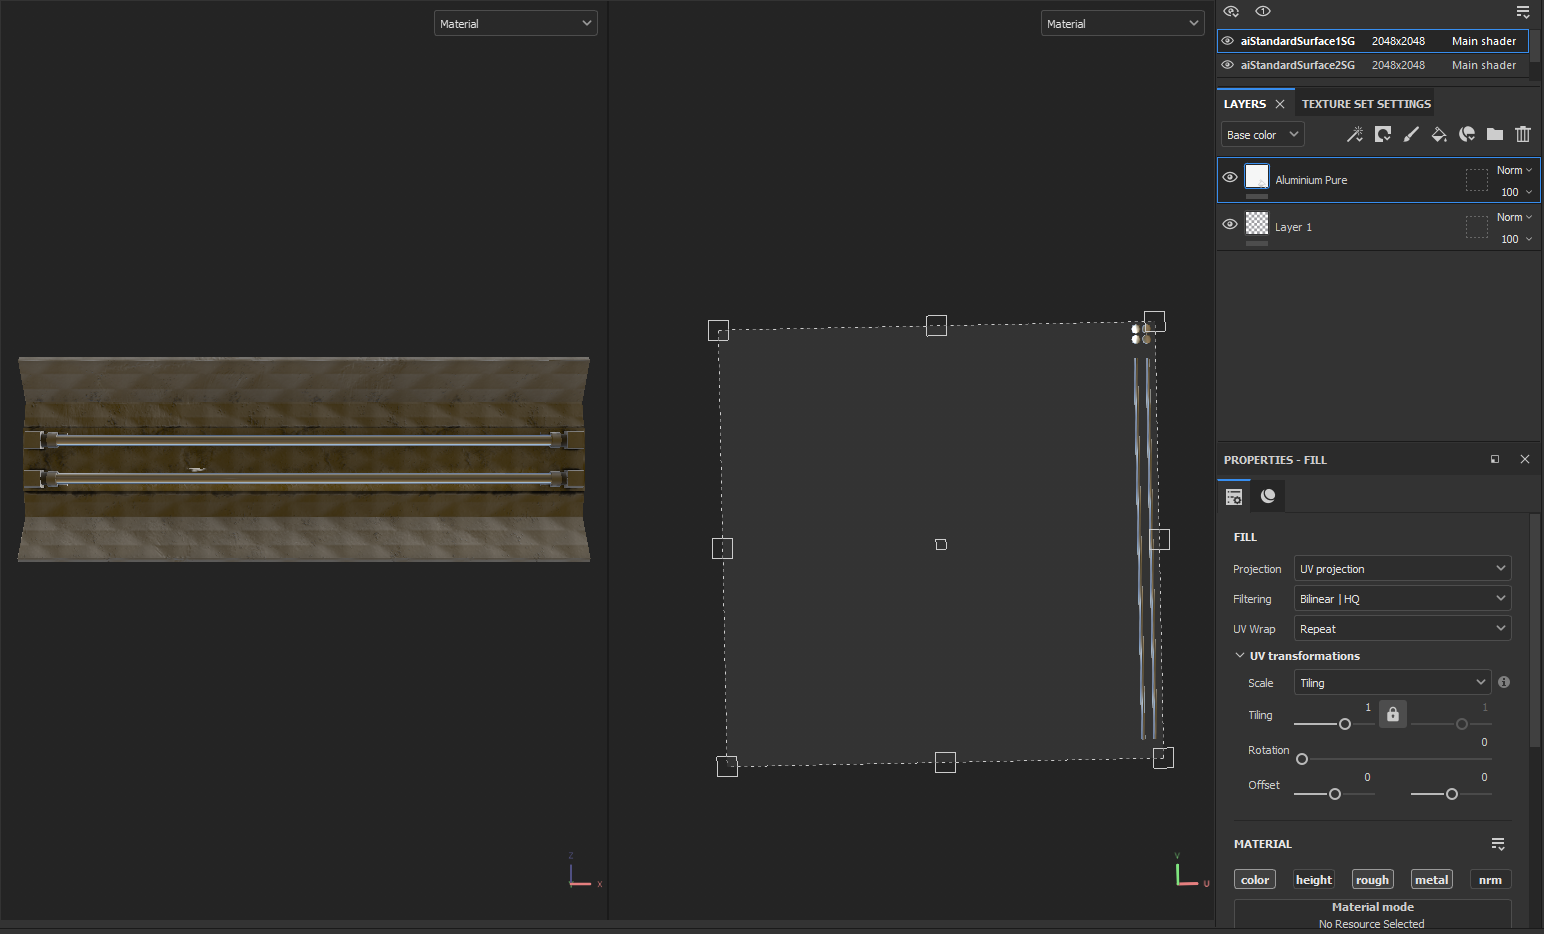 Material
Material
aiStandardSurface1SG 2048x2048 Main shader
aiStandardSurface2SG 2048x2048 Main shader
LAYERS TEXTURE SET SETTINGS
Base color
Aluminium Pure Norm
100
Layer 1 Norm
100
PROPERTIES - FILL
FILL
Projection UV projection
Filtering Bilinear | HQ
UV Wrap Repeat
UV transformations
Scale Tiling
Tiling 1 1
Rotation 0
Offset 0 0
MATERIAL
color height rough metal nrm
Material mode
No Resource Selected
Z
Y X
V
U